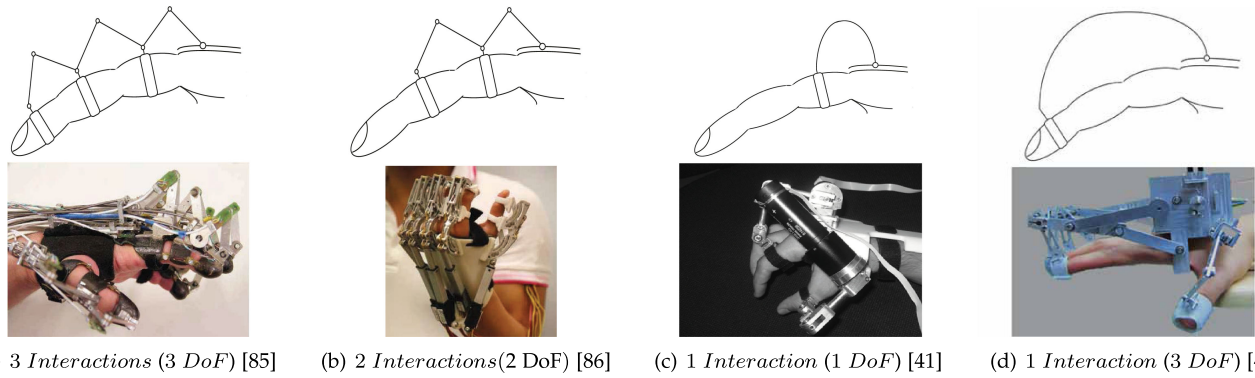 3 Interactions (3 DoF) [85]
(b) 2 Interactions(2 DoF) [86]
(c) 1 Interaction (1 DoF) [41]
(d) 1 Interaction (3 DoF) [